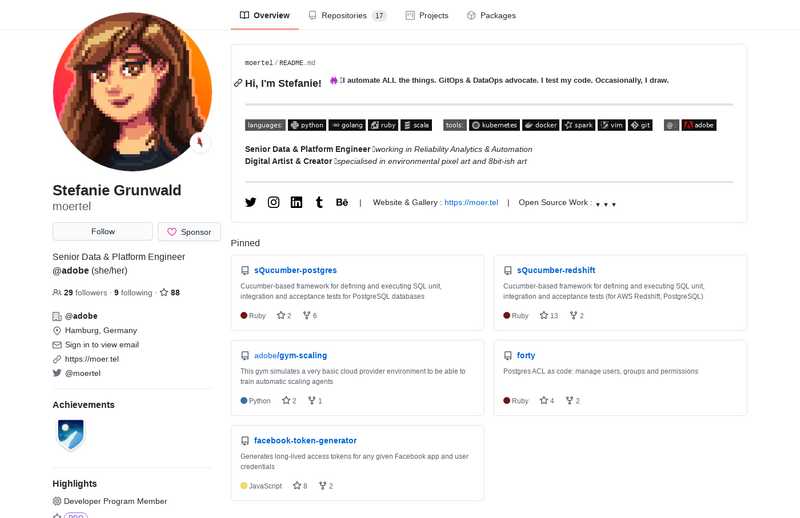 Overview
Repositories 17
Projects
Packages
moertel/README.md
Hi, I'm Stefanie!
I automate ALL the things. GitOps & DataOps advocate. I test my code. Occasionally, I draw.
languages: python golang ruby scala
tools: kubernetes docker spark vim git
@ adobe
Senior Data & Platform Engineer working in Reliability Analytics & Automation
Digital Artist & Creator specialised in environmental pixel art and 8bit-ish art
| Website & Gallery : https://moer.tel | Open Source Work : ▼ ▼ ▼
Stefanie Grunwald
moertel
Follow
Sponsor
Senior Data & Platform Engineer
@adobe (she/her)
29 followers · 9 following · 88
@adobe
Hamburg, Germany
Sign in to view email
https://moer.tel
@moertel
Achievements
Highlights
Developer Program Member
PRO
Pinned
sQucumber-postgres
Cucumber-based framework for defining and executing SQL unit,
integration and acceptance tests for PostgreSQL databases
Ruby 2 6
sQucumber-redshift
Cucumber-based framework for defining and executing SQL unit,
integration and acceptance tests (for AWS Redshift, PostgreSQL)
Ruby 13 2
adobe/gym-scaling
This gym simulates a very basic cloud provider environment to be able to
train automatic scaling agents
Python 2 1
forty
Postgres ACL as code: manage users, groups and permissions
Ruby 4 2
facebook-token-generator
Generates long-lived access tokens for any given Facebook app and user
credentials
JavaScript 8 2